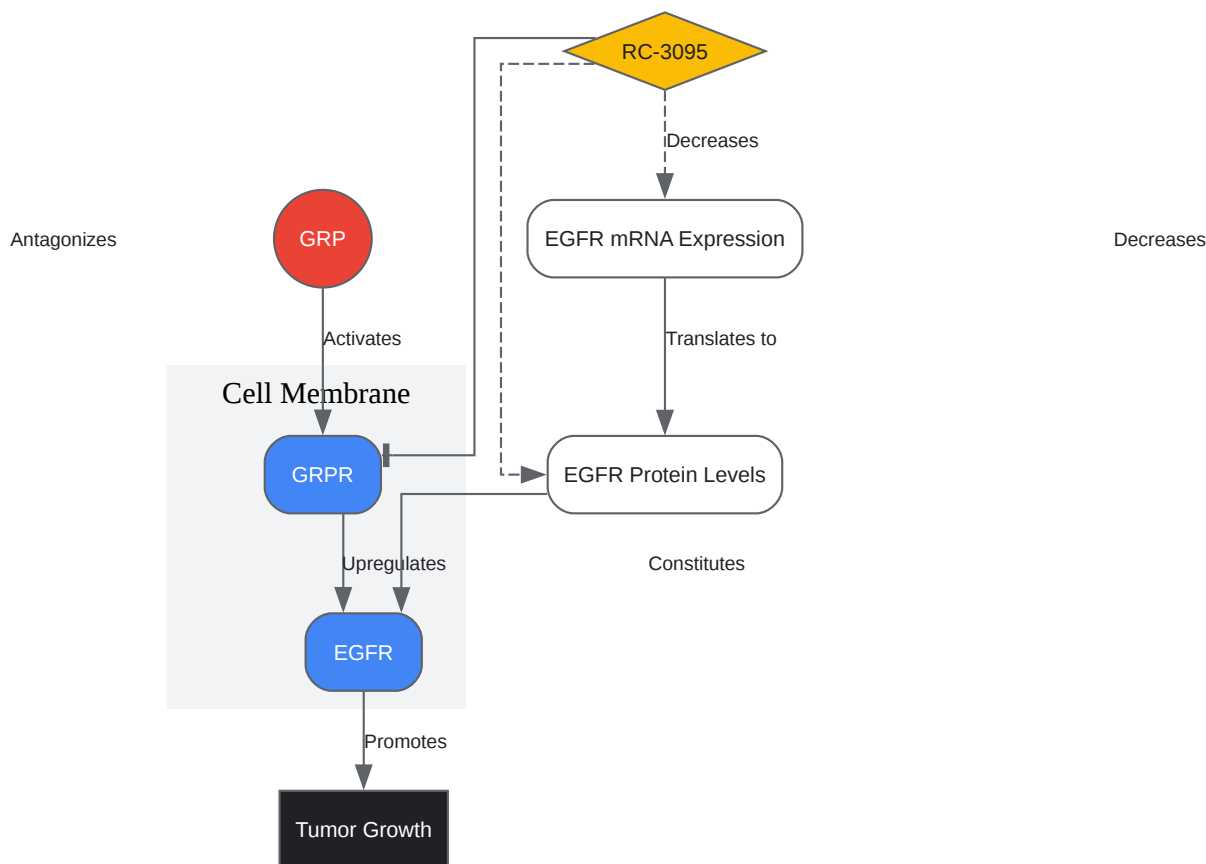 RC-3095
Decreases
Antagonizes
GRP
EGFR mRNA Expression
Decreases
Activates
Translates to
Cell Membrane
GRPR
EGFR Protein Levels
Upregulates
Constitutes
EGFR
Promotes
Tumor Growth